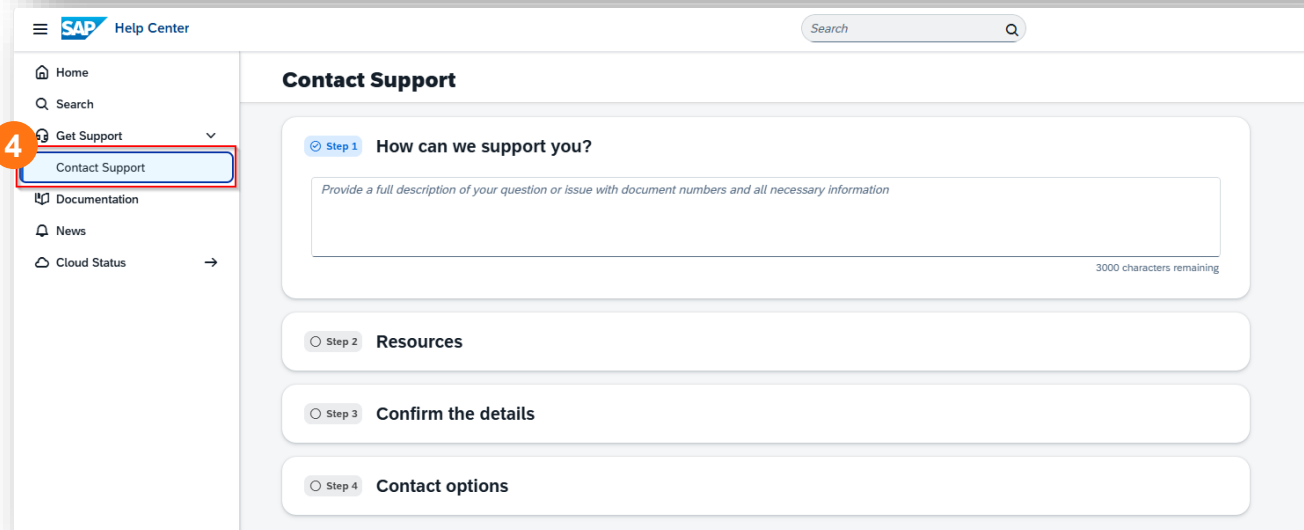 SAP Help Center
Search
Home
Search
Get Support
4
Contact Support
Documentation
News
Cloud Status
Contact Support
Step 1 How can we support you?
Provide a full description of your question or issue with document numbers and all necessary information
3000 characters remaining
Step 2 Resources
Step 3 Confirm the details
Step 4 Contact options